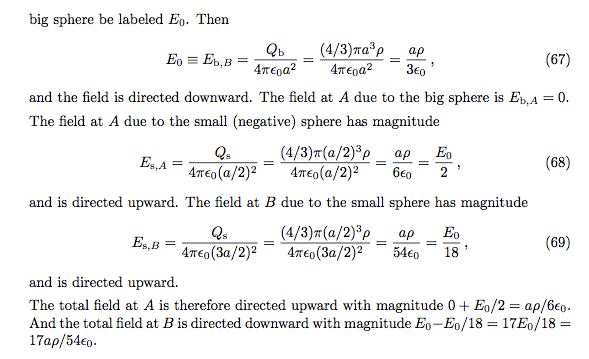 big sphere be labeled E₀. Then
E₀ ≡ E_b,B = Q_b / 4πϵ₀a² = (4/3)πa³ρ / 4πϵ₀a² = aρ / 3ϵ₀ , (67)
and the field is directed downward. The field at A due to the big sphere is E_b,A = 0.
The field at A due to the small (negative) sphere has magnitude
E_s,A = Q_s / 4πϵ₀(a/2)² = (4/3)π(a/2)³ρ / 4πϵ₀(a/2)² = aρ / 6ϵ₀ = E₀ / 2 , (68)
and is directed upward. The field at B due to the small sphere has magnitude
E_s,B = Q_s / 4πϵ₀(3a/2)² = (4/3)π(a/2)³ρ / 4πϵ₀(3a/2)² = aρ / 54ϵ₀ = E₀ / 18 , (69)
and is directed upward.
The total field at A is therefore directed upward with magnitude 0 + E₀/2 = aρ/6ϵ₀.
And the total field at B is directed downward with magnitude E₀−E₀/18 = 17E₀/18 =
17aρ/54ϵ₀.